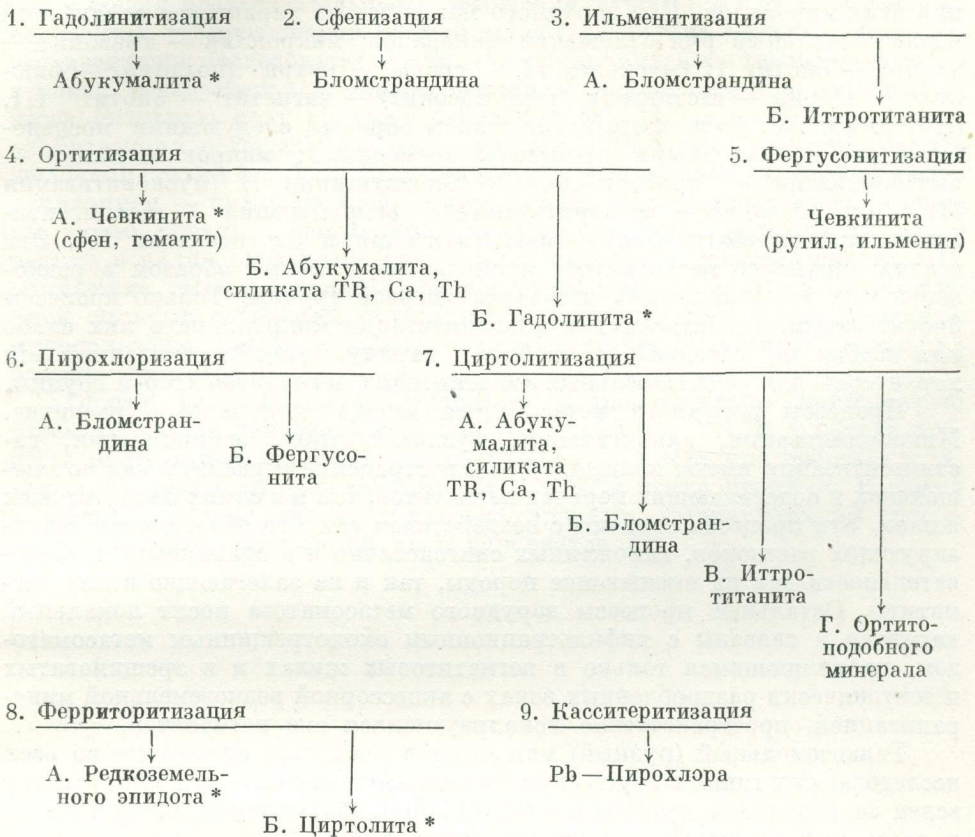 1. Гадолинитизация 2. Сфенизация 3. Ильменитизация
Абукумалита * Бломстрандина А. Бломстрандина
Б. Иттротитанита
4. Ортитизация 5. Фергусонитизация
А. Чевкинита * Чевкинита
(сфен, гематит) (рутил, ильменит)
Б. Абукумалита,
силиката TR, Ca, Th
Б. Гадолинита *
6. Пирохлоризация 7. Циртолитизация
А. Бломстран-
дина
Б. Фергусо-
нита
А. Абуку-
малита,
силиката
TR, Ca, Th
Б. Бломстран-
дина
В. Иттро-
титанита
Г. Ортито-
подобного
минерала
8. Ферриторитизация 9. Касситеритизация
А. Редкоземель-
ного эпидота *
Pb—Пирохлора
Б. Циртолита *